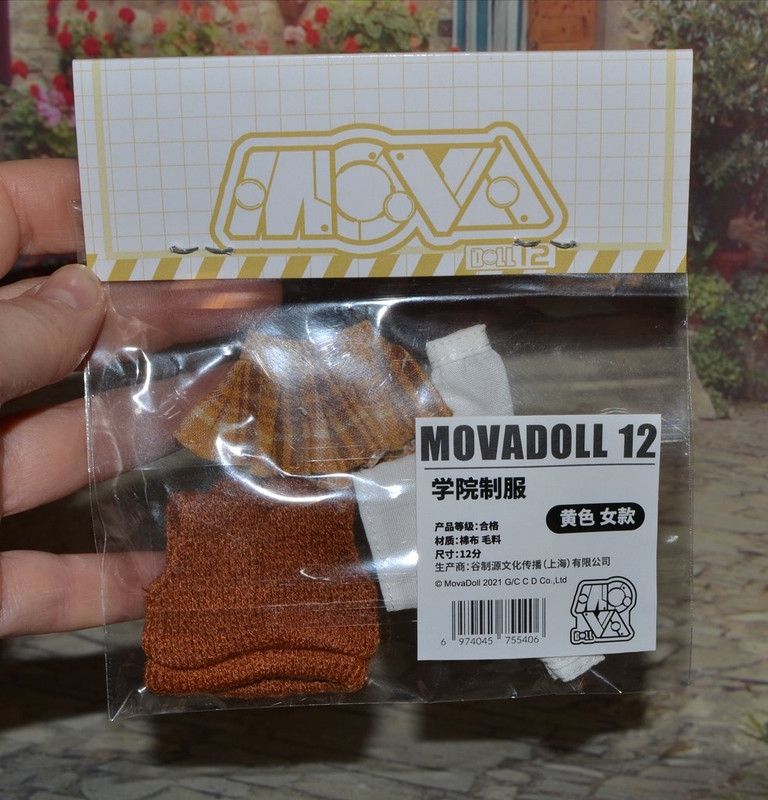 MOVA
DOLL 12
MOVADOLL 12
学院制服
黄色 女款
产品等级:合格
材质:棉布 毛料
尺寸:12分
生产商:谷制源文化传播(上海)有限公司
© MovaDoll 2021 G/C C D Co.,Ltd
6 974045 755406
MOVA
DOLL